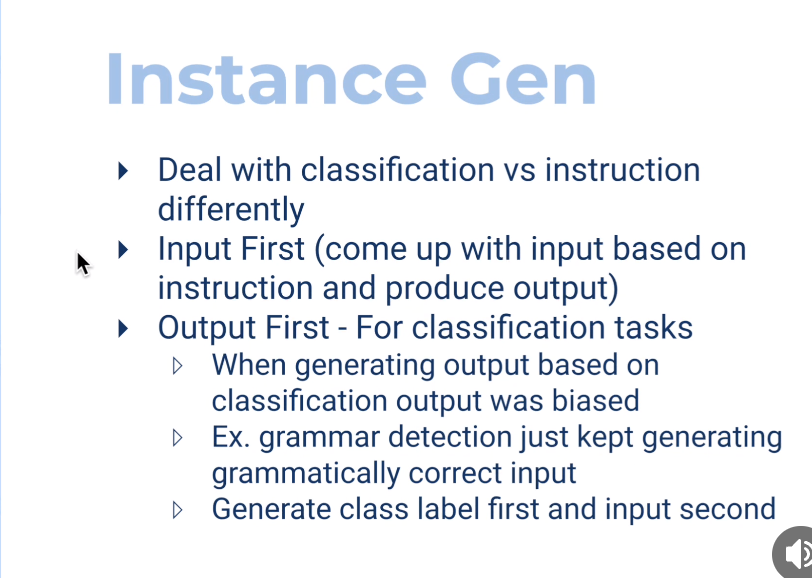 Instance Gen
Deal with classification vs instruction
differently
Input First (come up with input based on
instruction and produce output)
Output First - For classification tasks
When generating output based on
classification output was biased
Ex. grammar detection just kept generating
grammatically correct input
Generate class label first and input second